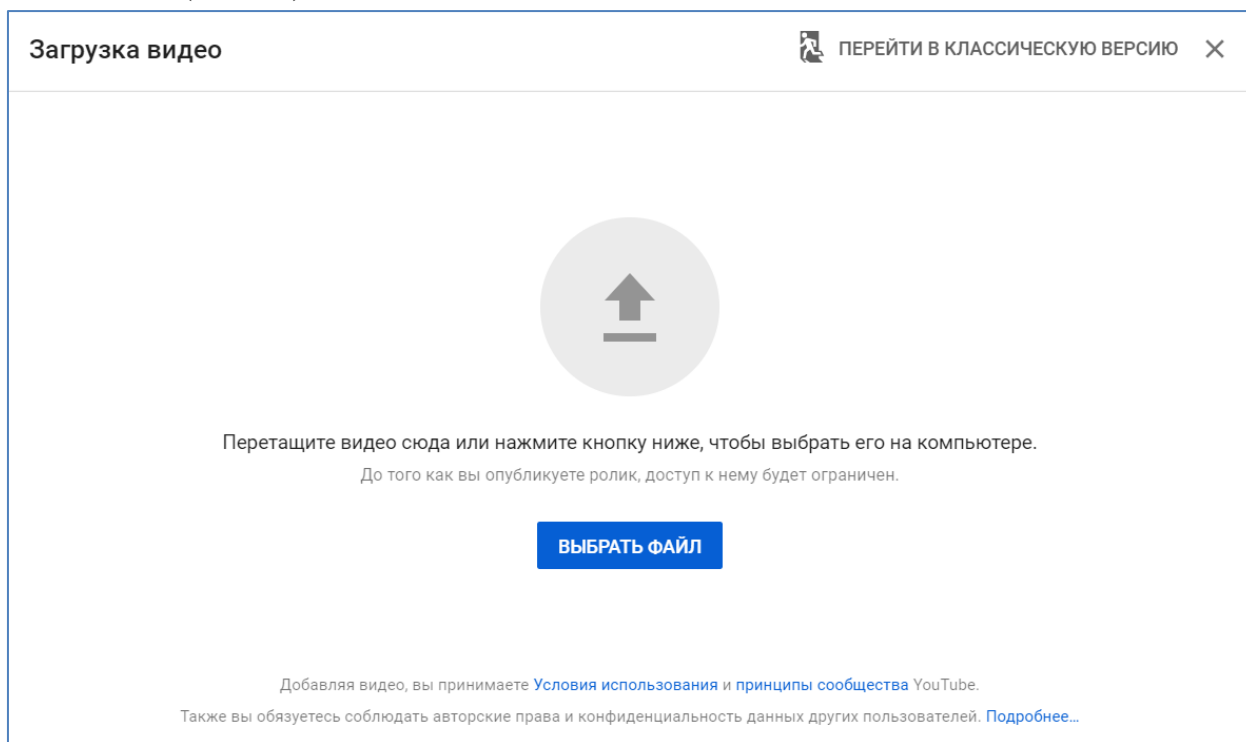 Загрузка видео
ПЕРЕЙТИ В КЛАССИЧЕСКУЮ ВЕРСИЮ
Перетащите видео сюда или нажмите кнопку ниже, чтобы выбрать его на компьютере.
До того как вы опубликуете ролик, доступ к нему будет ограничен.
ВЫБРАТЬ ФАЙЛ
Добавляя видео, вы принимаете Условия использования и принципы сообщества YouTube.
Также вы обязуетесь соблюдать авторские права и конфиденциальность данных других пользователей. Подробнее…